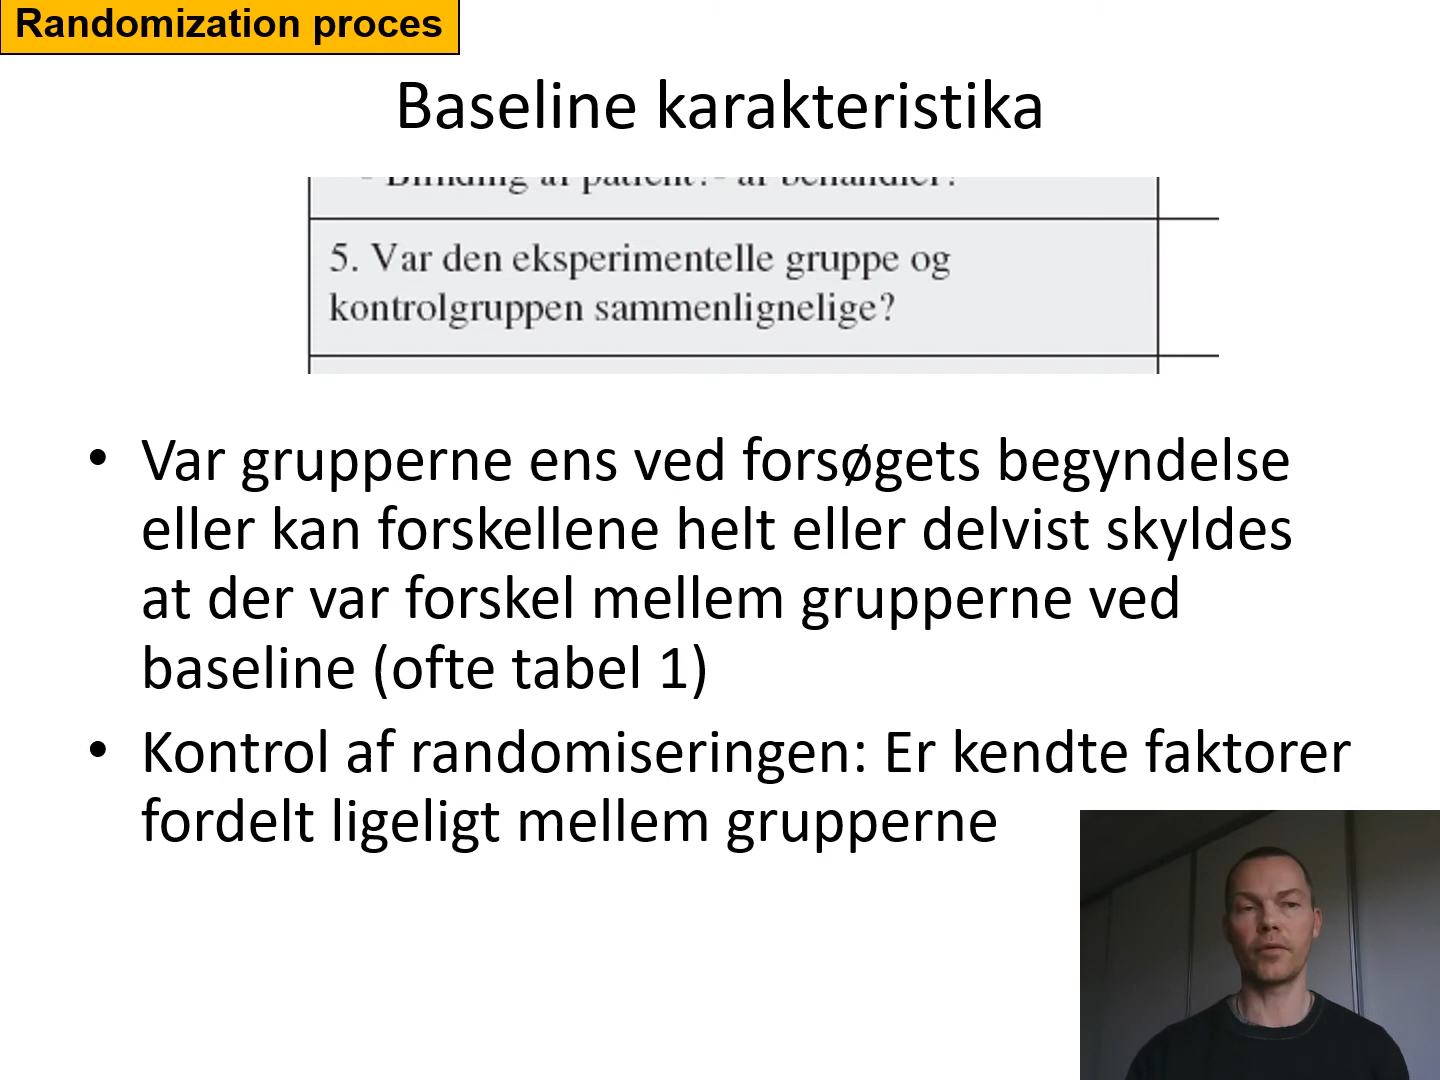 Randomization proces
Baseline karakteristika
- Blinding af patient?- af behandler?
5. Var den eksperimentelle gruppe og
kontrolgruppen sammenlignelige?
• Var grupperne ens ved forsøgets begyndelse
eller kan forskellene helt eller delvist skyldes
at der var forskel mellem grupperne ved
baseline (ofte tabel 1)
• Kontrol af randomiseringen: Er kendte faktorer
fordelt ligeligt mellem grupperne